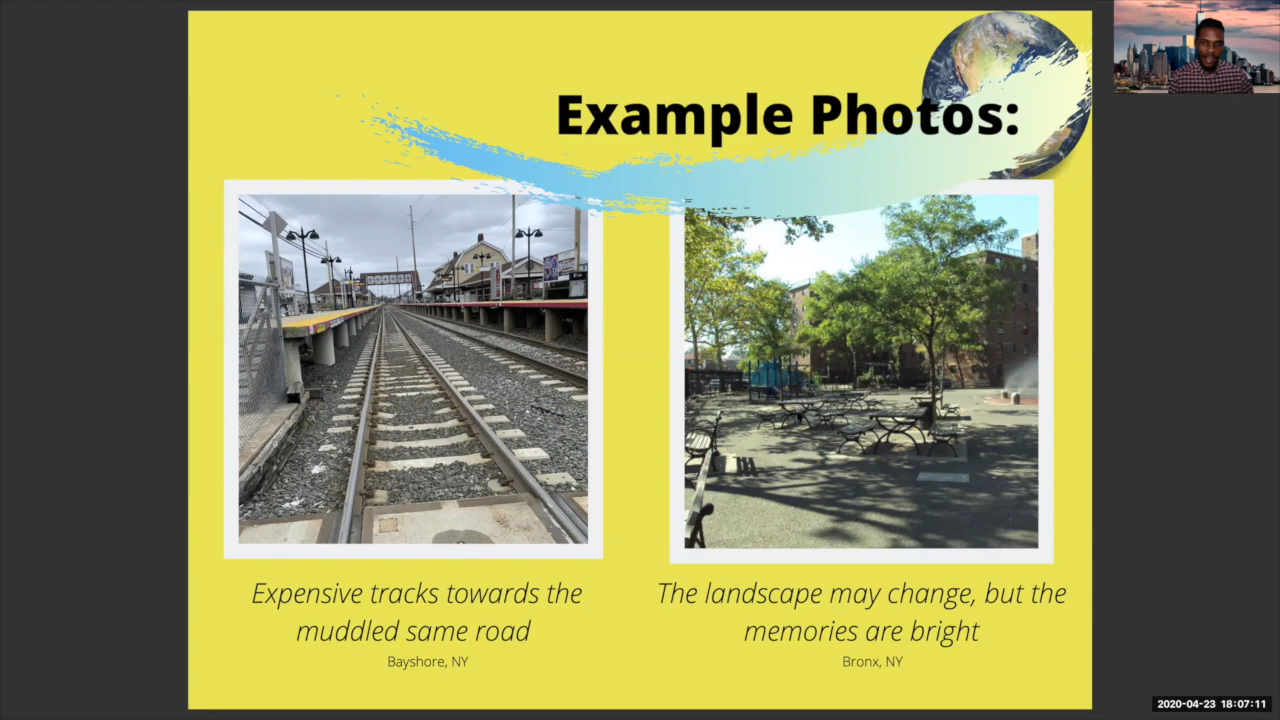 Example Photos:
Expensive tracks towards the
muddled same road
Bayshore, NY
The landscape may change, but the
memories are bright
Bronx, NY
2020-04-23 18:07:11